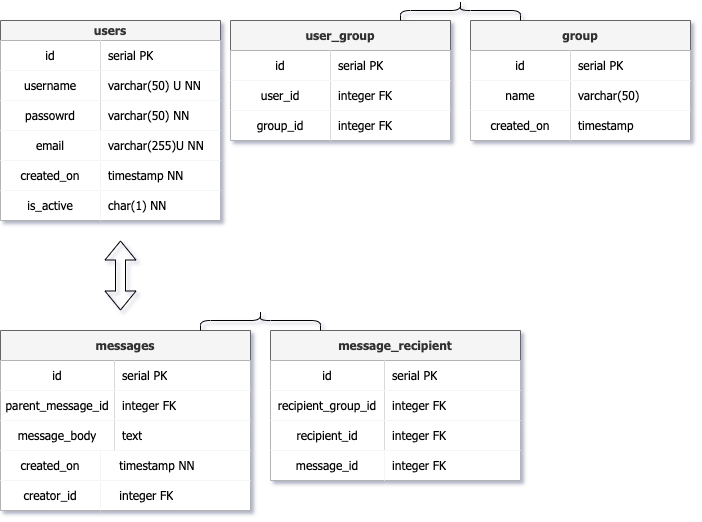 users
id serial PK
username varchar(50) U NN
passowrd varchar(50) NN
email varchar(255)U NN
created_on timestamp NN
is_active char(1) NN
user_group
id serial PK
user_id integer FK
group_id integer FK
group
id serial PK
name varchar(50)
created_on timestamp
messages
id serial PK
parent_message_id integer FK
message_body text
created_on timestamp NN
creator_id integer FK
message_recipient
id serial PK
recipient_group_id integer FK
recipient_id integer FK
message_id integer FK